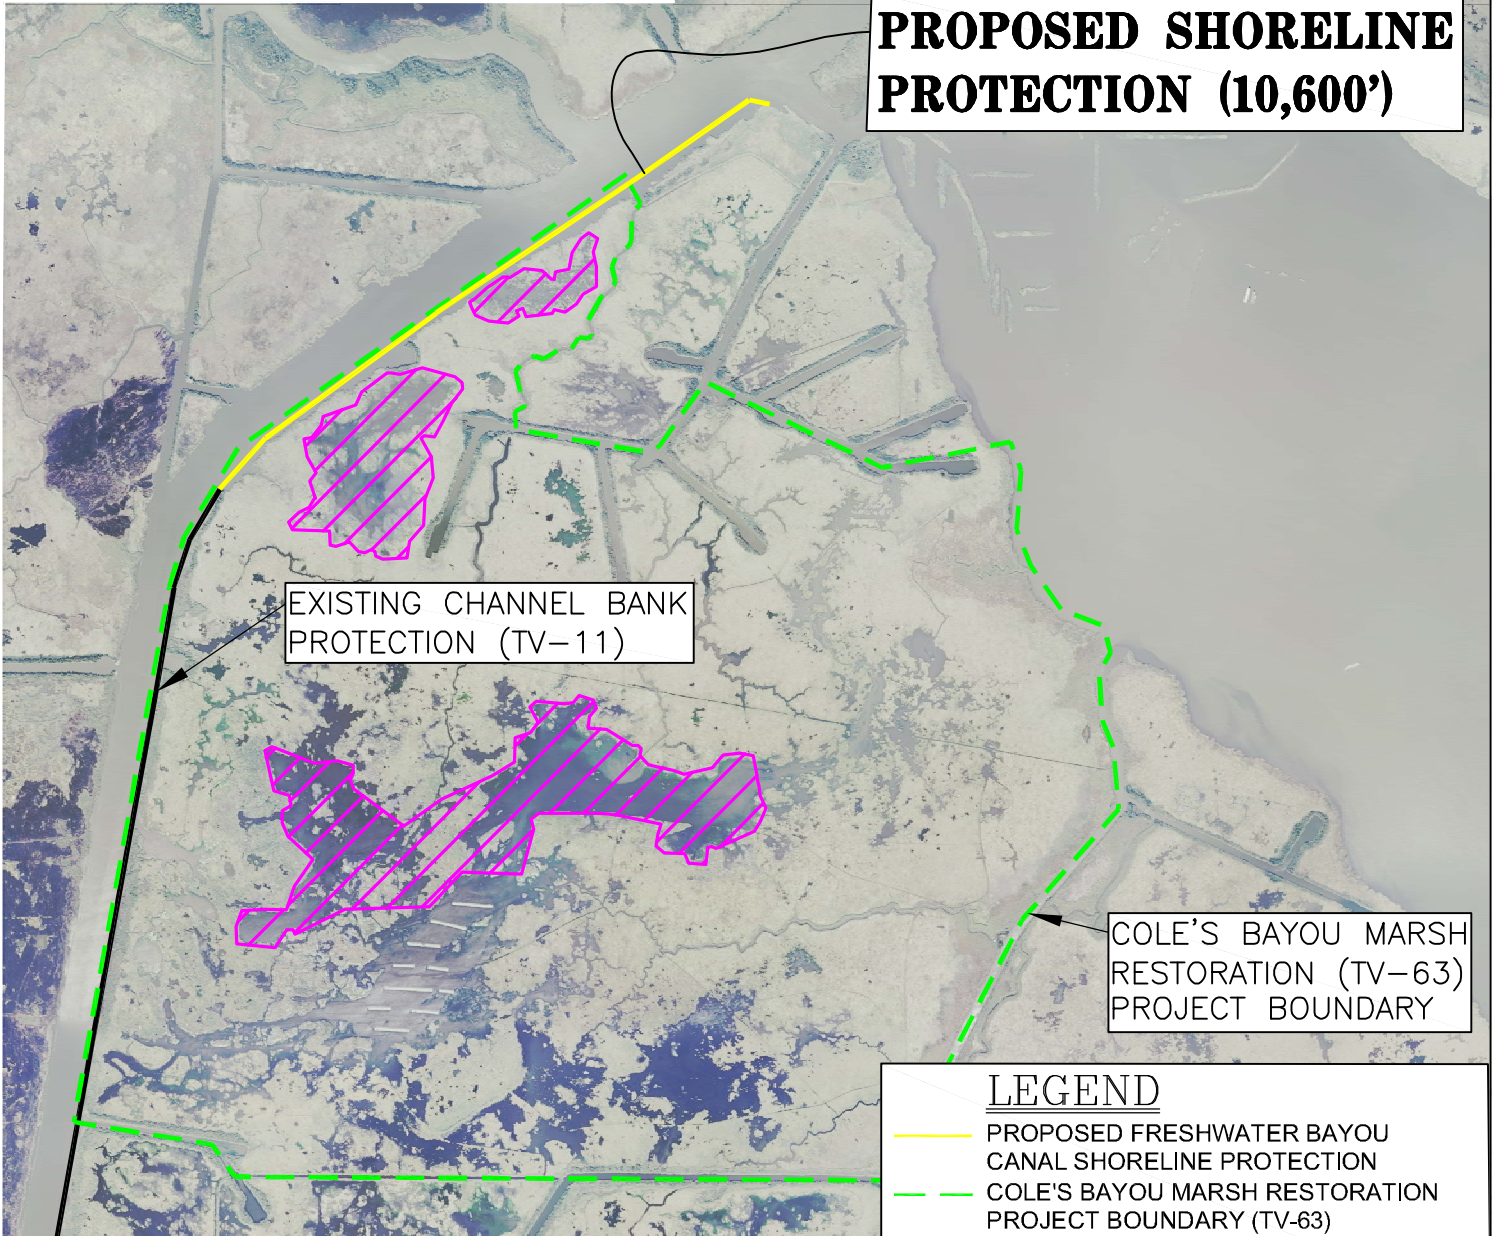 PROPOSED SHORELINE
PROTECTION (10,600')
EXISTING CHANNEL BANK
PROTECTION (TV-11)
COLE'S BAYOU MARSH
RESTORATION (TV-63)
PROJECT BOUNDARY
LEGEND
PROPOSED FRESHWATER BAYOU
CANAL SHORELINE PROTECTION
COLE'S BAYOU MARSH RESTORATION
PROJECT BOUNDARY (TV-63)